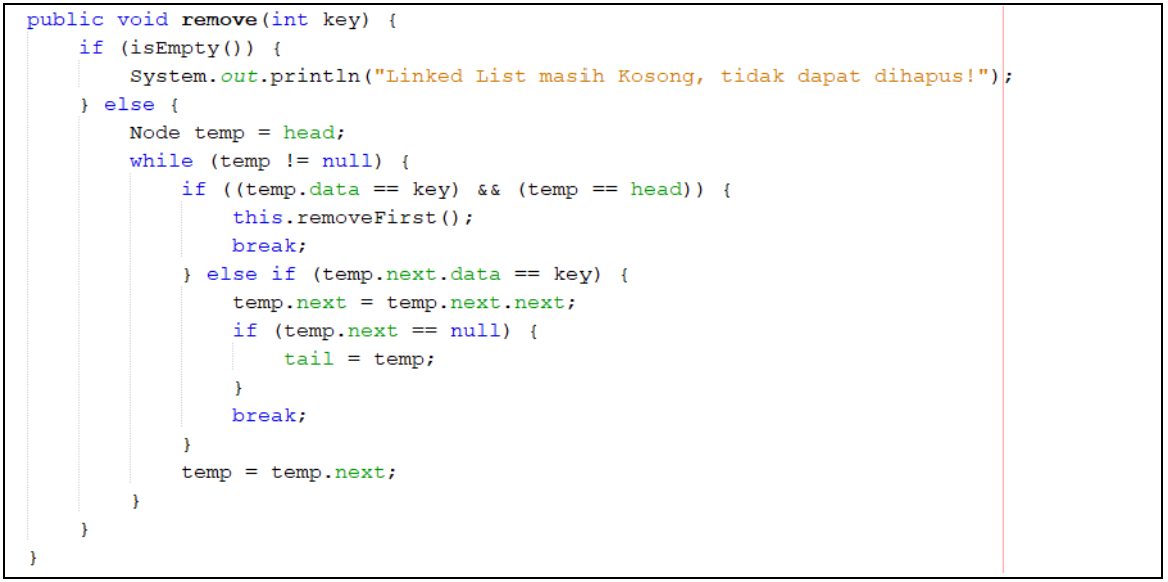 public void remove(int key) {
    if (isEmpty()) {
        System.out.println("Linked List masih Kosong, tidak dapat dihapus!");
    } else {
        Node temp = head;
        while (temp != null) {
            if ((temp.data == key) && (temp == head)) {
                this.removeFirst();
                break;
            } else if (temp.next.data == key) {
                temp.next = temp.next.next;
                if (temp.next == null) {
                    tail = temp;
                }
                break;
            }
            temp = temp.next;
        }
    }
}